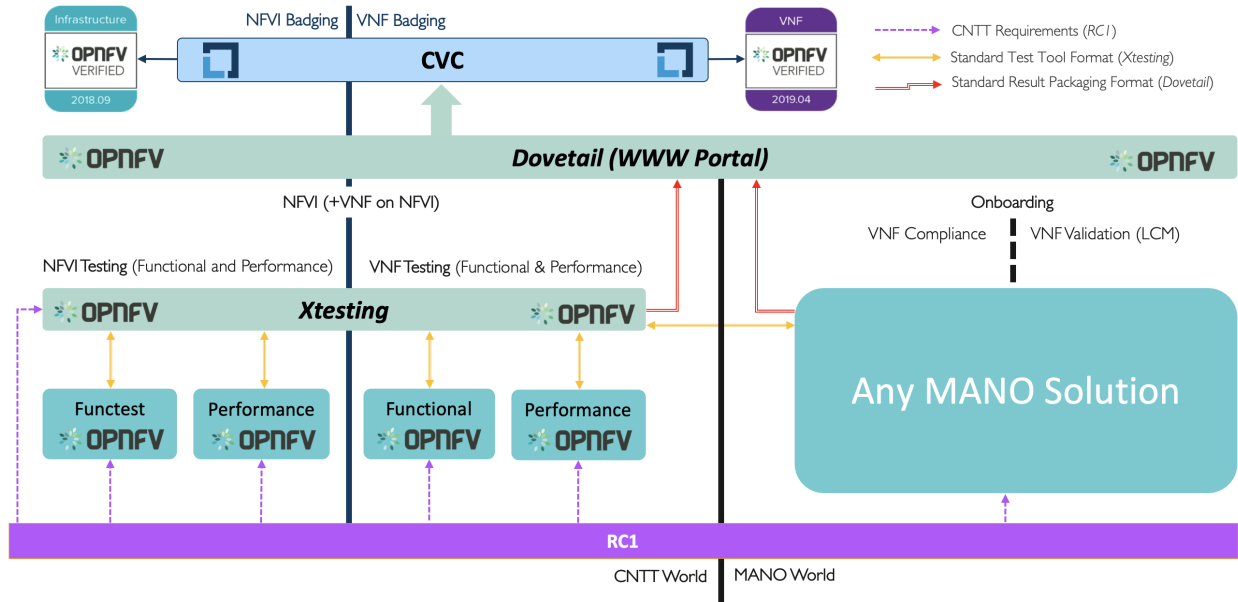 Infrastructure
OPNFV
VERIFIED
2018.09
NFVI Badging
VNF Badging
CVC
VNF
OPNFV
VERIFIED
2019.04
CNTT Requirements (RC1)
Standard Test Tool Format (Xtesting)
Standard Result Packaging Format (Dovetail)
OPNFV
Dovetail (WWW Portal)
OPNFV
NFVI (+VNF on NFVI)
Onboarding
VNF Compliance
VNF Validation (LCM)
NFVI Testing (Functional and Performance)
VNF Testing (Functional & Performance)
OPNFV
Xtesting
OPNFV
Any MANO Solution
Functest
OPNFV
Performance
OPNFV
Functional
OPNFV
Performance
OPNFV
RC1
CNTT World
MANO World